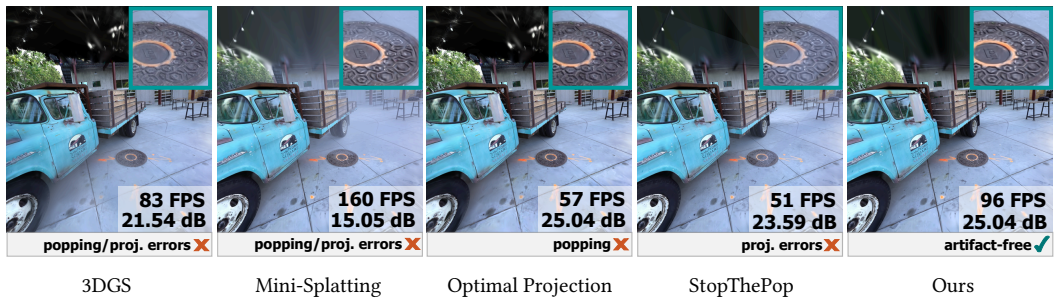 83 FPS
21.54 dB
popping/proj. errors
3DGS
160 FPS
15.05 dB
popping/proj. errors
Mini-Splatting
57 FPS
25.04 dB
popping
Optimal Projection
51 FPS
23.59 dB
proj. errors
StopThePop
96 FPS
25.04 dB
artifact-free
Ours